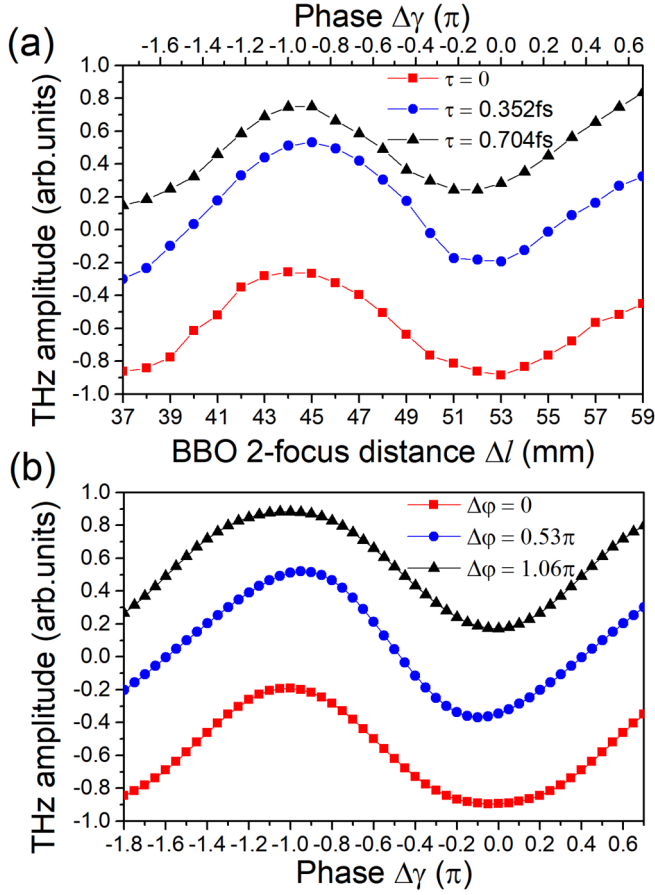 Phase Δγ (π)
-1.6 -1.4 -1.2 -1.0 -0.8 -0.6 -0.4 -0.2 0.0 0.2 0.4 0.6
(a)
THz amplitude (arb.units)
1.0
0.8
0.6
0.4
0.2
0.0
-0.2
-0.4
-0.6
-0.8
-1.0
τ = 0
τ = 0.352fs
τ = 0.704fs
37 39 41 43 45 47 49 51 53 55 57 59
BBO 2-focus distance Δl (mm)
(b)
THz amplitude (arb.units)
1.0
0.8
0.6
0.4
0.2
0.0
-0.2
-0.4
-0.6
-0.8
-1.0
Δφ = 0
Δφ = 0.53π
Δφ = 1.06π
-1.8 -1.6 -1.4 -1.2 -1.0 -0.8 -0.6 -0.4 -0.2 0.0 0.2 0.4 0.6
Phase Δγ (π)